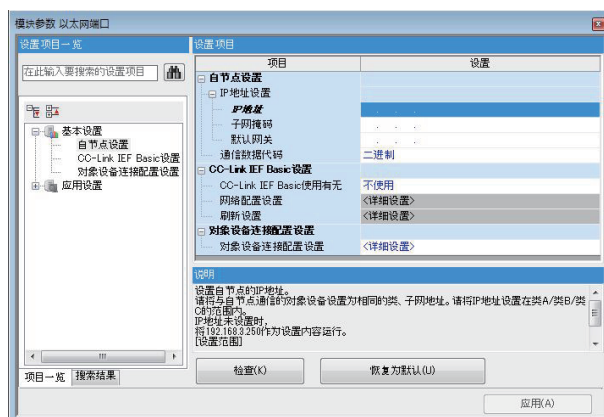 模块参数 以太网端口
设置项目一览
在此输入要搜索的设置项目
基本设置
自节点设置
CC-Link IEF Basic设置
对象设备连接配置设置
应用设置
项目一览 搜索结果
设置项目
项目 设置
自节点设置
IP地址设置
IP地址 . . .
子网掩码 . . .
默认网关 . . .
通信数据代码 二进制
CC-Link IEF Basic设置
CC-Link IEF Basic使用有无 不使用
网络配置设置 <详细设置>
刷新设置 <详细设置>
对象设备连接配置设置
对象设备连接配置设置 <详细设置>
说明
设置自节点的IP地址。
请将与自节点通信的对象设备设置为相同的类、子网地址。请将IP地址设置在类A/类B/类
C的范围内。
IP地址未设置时,
将192.168.3.250作为设置内容运行。
[设置范围]
检查(K) 恢复为默认(U)
应用(A)